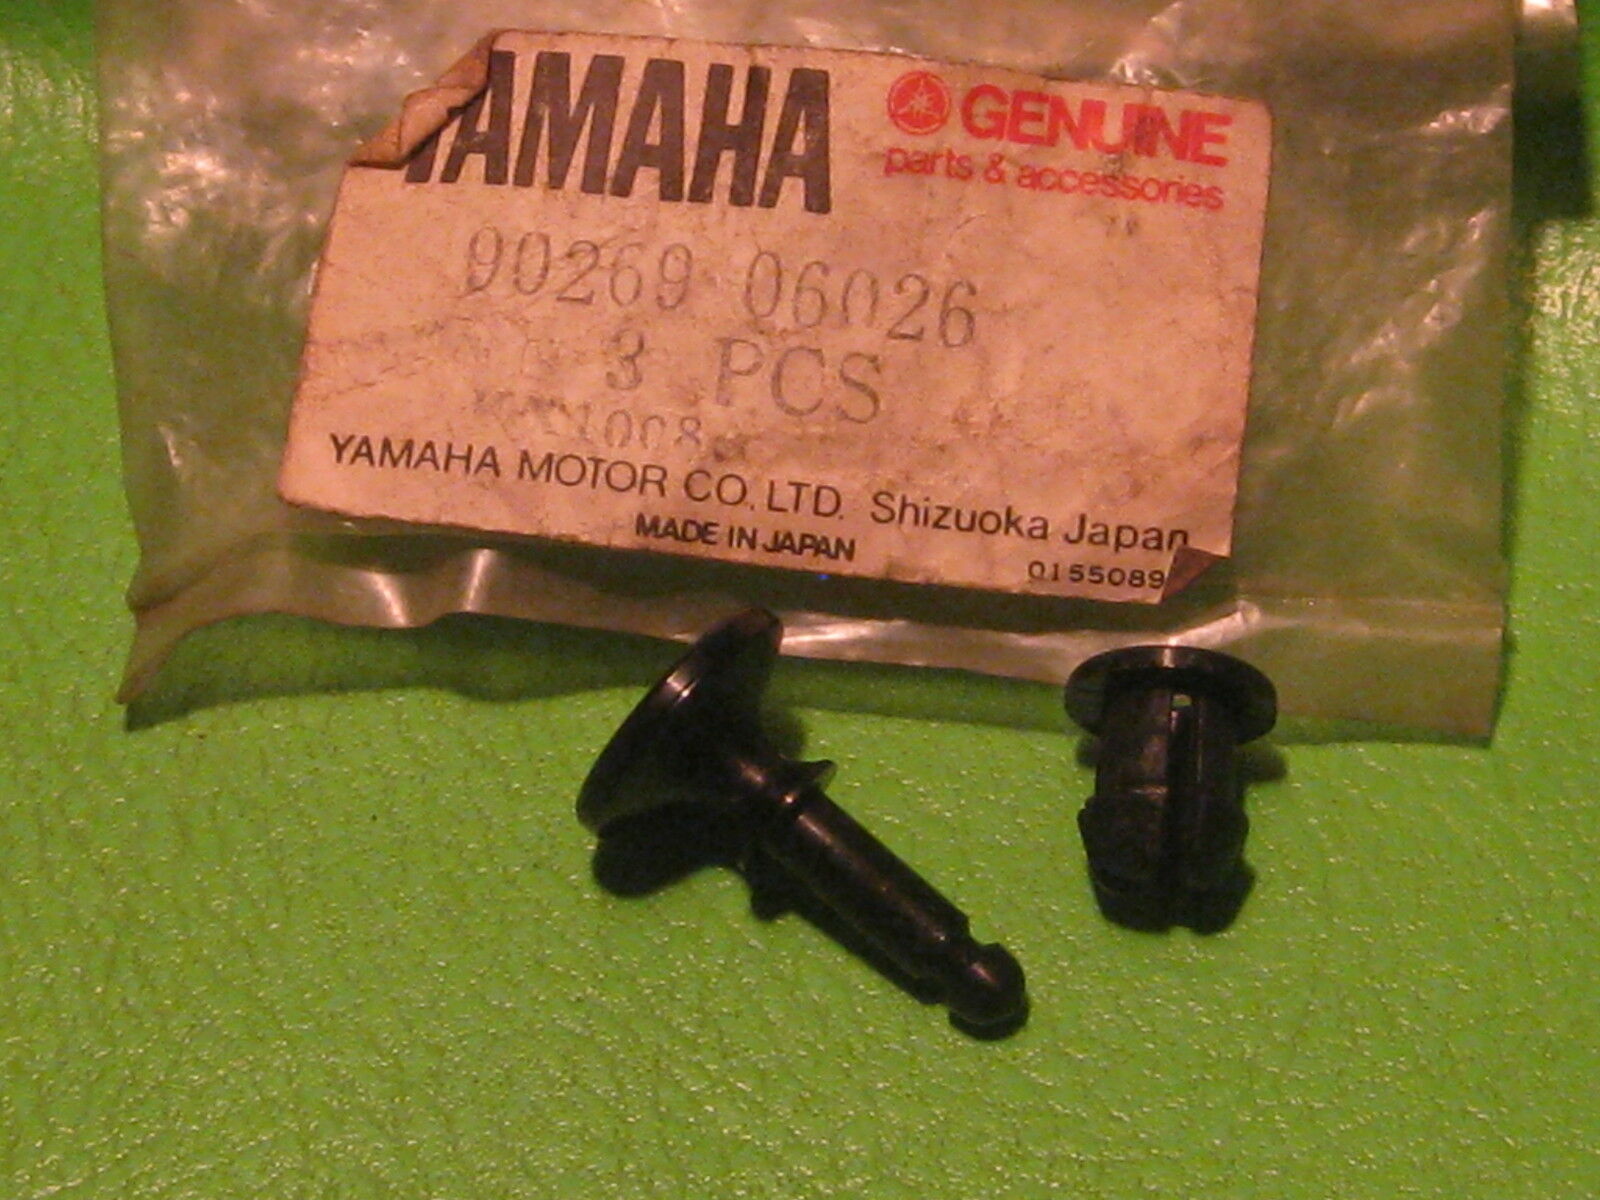 YAMAHA
GENUINE
parts & accessories
90269 06026
3 PCS
YAMAHA MOTOR CO., LTD. Shizuoka Japan
MADE IN JAPAN
0155089